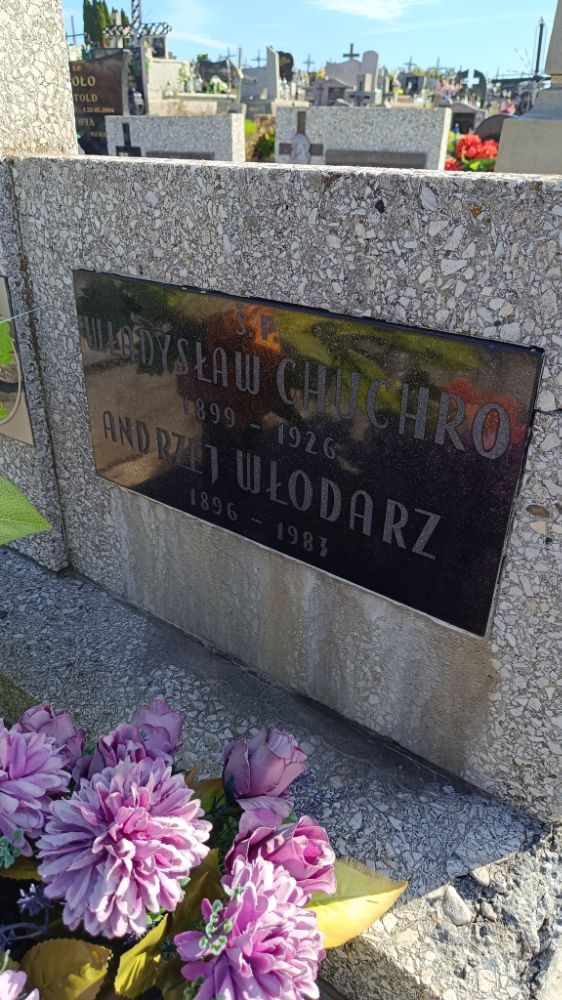 Ś. P.
WŁADYSŁAW CHUCHRO
1899 - 1926
ANDRZEJ WŁODARZ
1896 - 1983